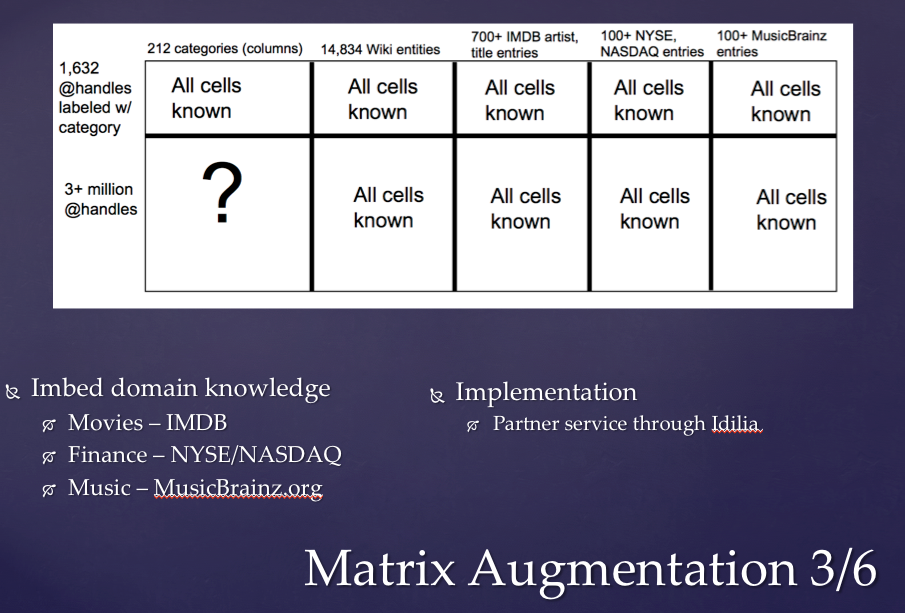 212 categories (columns)
14,834 Wiki entities
700+ IMDB artist,
title entries
100+ NYSE,
NASDAQ entries
100+ MusicBrainz
entries
1,632
@handles
labeled w/
category
All cells
known
All cells
known
All cells
known
All cells
known
All cells
known
3+ million
@handles
?
All cells
known
All cells
known
All cells
known
All cells
known
Imbed domain knowledge
Movies – IMDB
Finance – NYSE/NASDAQ
Music – MusicBrainz.org
Implementation
Partner service through Idilia
Matrix Augmentation 3/6